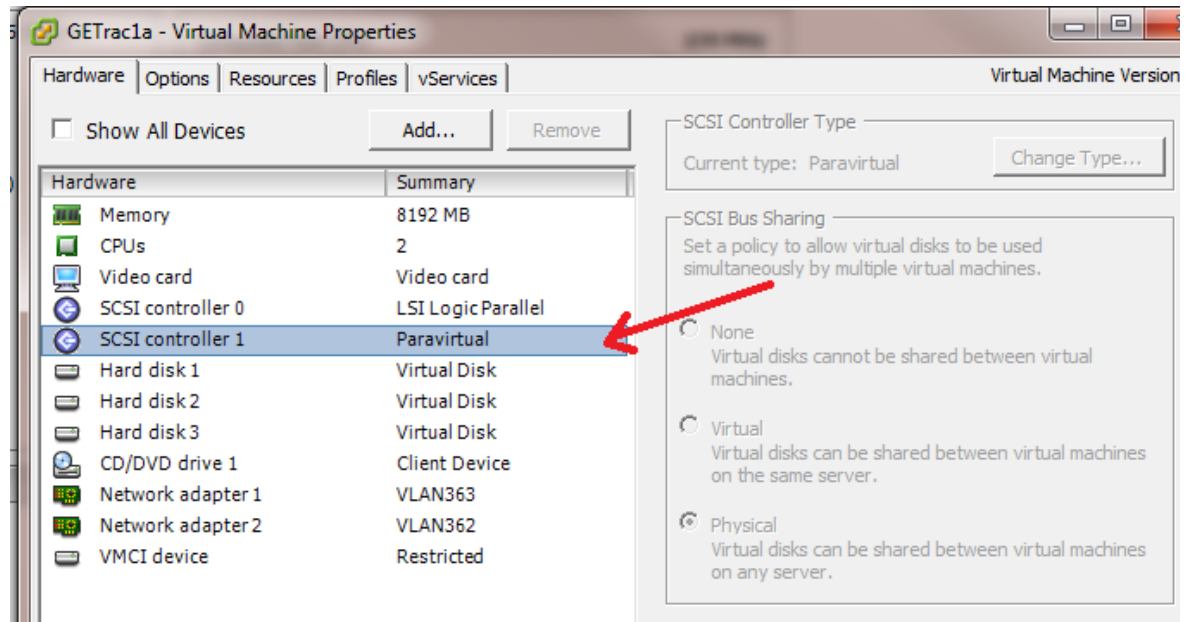 GETrac1a - Virtual Machine Properties
Hardware Options Resources Profiles vServices
Virtual Machine Version
Show All Devices Add... Remove
Hardware Summary
Memory 8192 MB
CPUs 2
Video card Video card
SCSI controller 0 LSI Logic Parallel
SCSI controller 1 Paravirtual
Hard disk 1 Virtual Disk
Hard disk 2 Virtual Disk
Hard disk 3 Virtual Disk
CD/DVD drive 1 Client Device
Network adapter 1 VLAN363
Network adapter 2 VLAN362
VMCI device Restricted
SCSI Controller Type
Current type: Paravirtual Change Type...
SCSI Bus Sharing
Set a policy to allow virtual disks to be used
simultaneously by multiple virtual machines.
None
Virtual disks cannot be shared between virtual
machines.
Virtual
Virtual disks can be shared between virtual machines
on the same server.
Physical
Virtual disks can be shared between virtual machines
on any server.